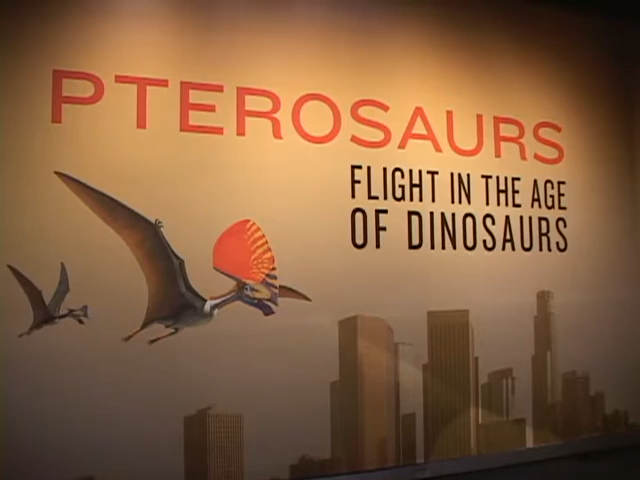 PTEROSAURS
FLIGHT IN THE AGE
OF DINOSAURS